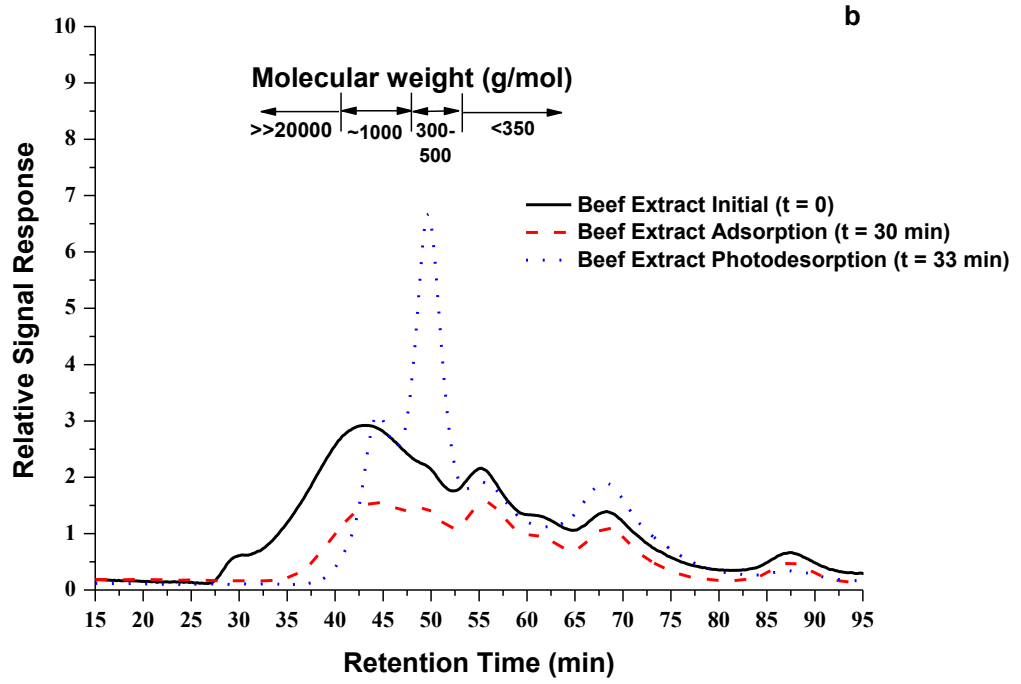 b
10
9
8
7
6
5
4
3
2
1
0
Relative Signal Response
Molecular weight (g/mol)
>>20000 ~1000 300- <350
500
Beef Extract Initial (t = 0)
Beef Extract Adsorption (t = 30 min)
Beef Extract Photodesorption (t = 33 min)
15 20 25 30 35 40 45 50 55 60 65 70 75 80 85 90 95
Retention Time (min)